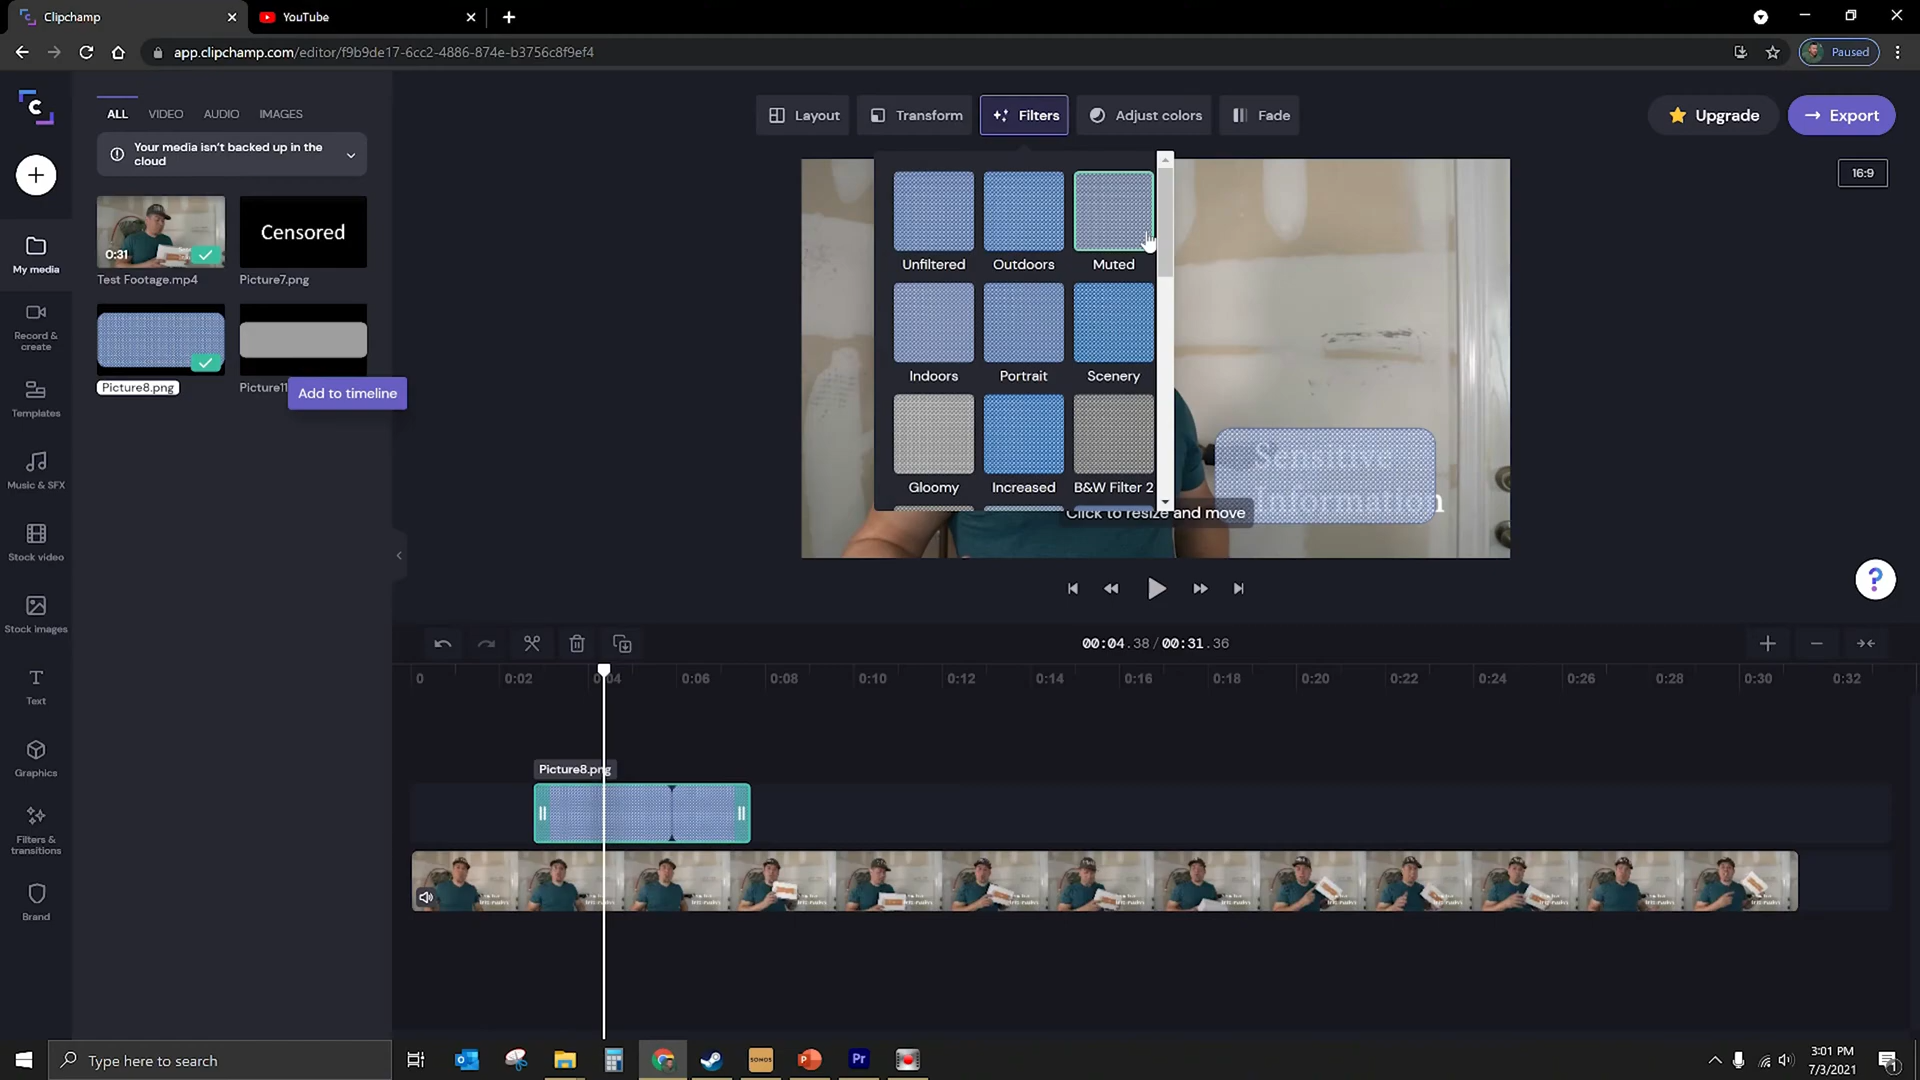 Clipchamp
YouTube
app.clipchamp.com/editor/f9b9de17-6cc2-4886-874e-b3756c8f9ef4
Paused
ALL
VIDEO
AUDIO
IMAGES
Your media isn't backed up in the
cloud
0:31
Test Footage.mp4
Censored
Picture7.png
Picture8.png
Picture11
Add to timeline
My media
Record &
create
Templates
Music & SFX
Stock video
Stock images
Text
Graphics
Filters &
transitions
Brand
Layout
Transform
Filters
Adjust colors
Fade
Upgrade
Export
16:9
Unfiltered
Outdoors
Muted
Indoors
Portrait
Scenery
Gloomy
Increased
B&W Filter 2
Sensitive
Information
Click to resize and move
?
00:04.38 / 00:31.36
0
0:02
0:04
0:06
0:08
0:10
0:12
0:14
0:16
0:18
0:20
0:22
0:24
0:26
0:28
0:30
0:32
Picture8.png
Type here to search
SONOS
Pr
3:01 PM
7/3/2021
1